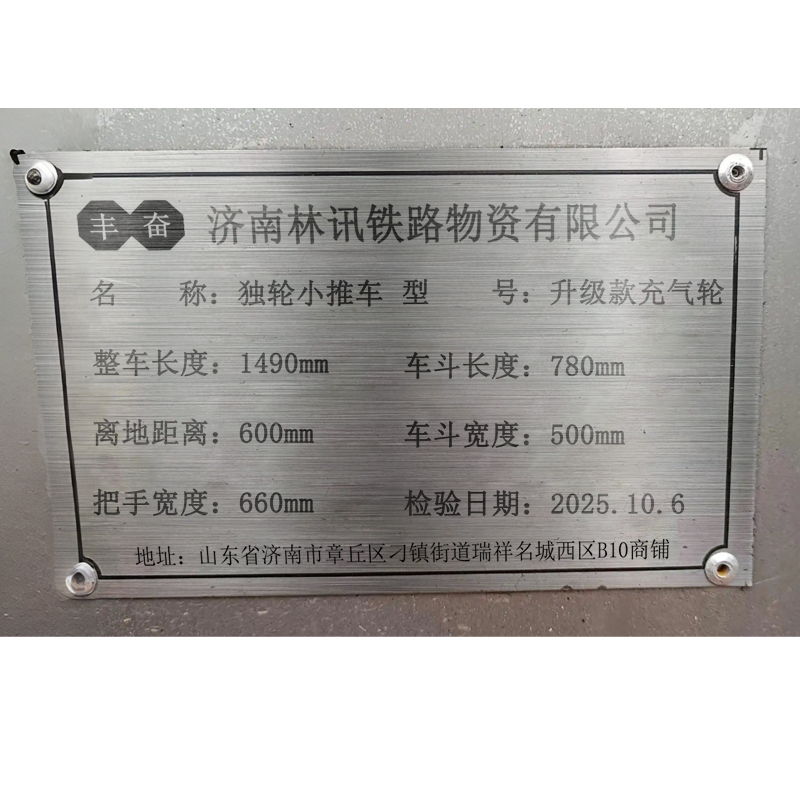 丰 奋 济南林讯铁路物资有限公司
名 称：独轮小推车 型 号：升级款充气轮
整车长度：1490mm 车斗长度：780mm
离地距离：600mm 车斗宽度：500mm
把手宽度：660mm 检验日期：2025.10.6
地址：山东省济南市章丘区刁镇街道瑞祥名城西区B10商铺